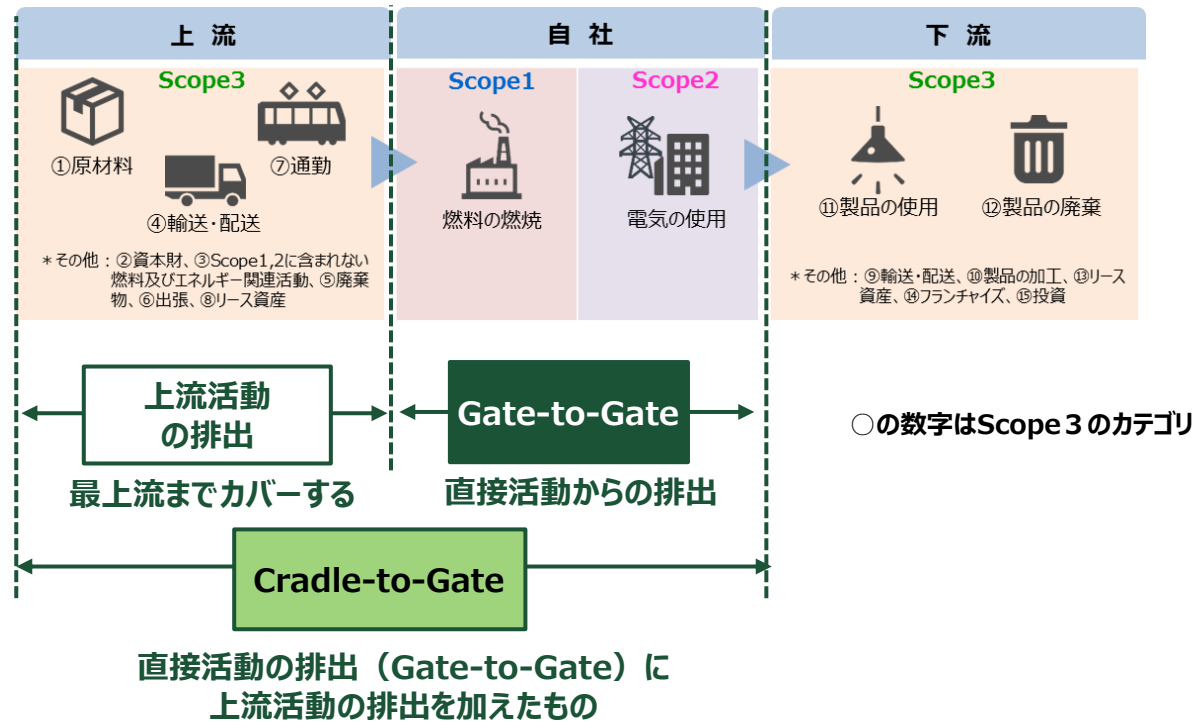 上 流
自 社
下 流
Scope3
①原材料
⑦通勤
④輸送・配送
*その他：②資本財、③Scope1,2に含まれない
燃料及びエネルギー関連活動、⑤廃棄
物、⑥出張、⑧リース資産
Scope1
燃料の燃焼
Scope2
電気の使用
Scope3
⑪製品の使用
⑫製品の廃棄
*その他：⑨輸送・配送、⑩製品の加工、⑬リース
資産、⑭フランチャイズ、⑮投資
上流活動
の排出
最上流までカバーする
Gate-to-Gate
直接活動からの排出
○の数字はScope３のカテゴリ
Cradle-to-Gate
直接活動の排出（Gate-to-Gate）に
上流活動の排出を加えたもの